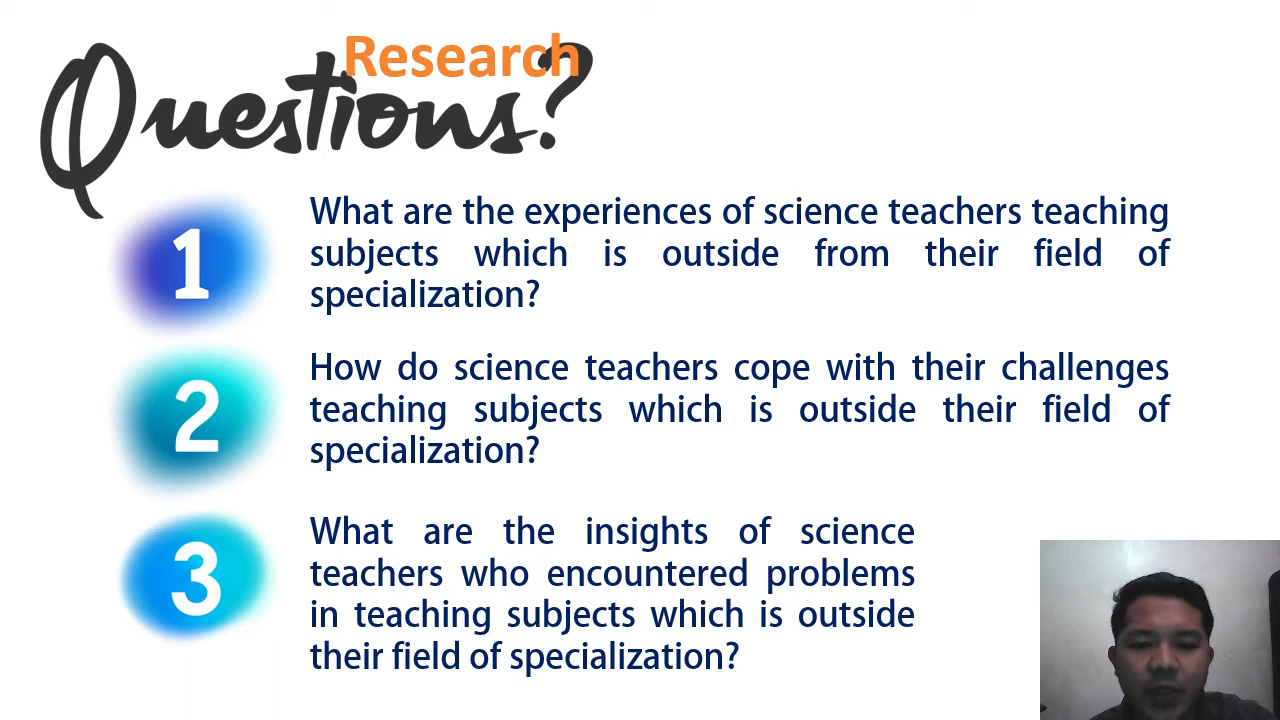 Research
Questions?
1
What are the experiences of science teachers teaching
subjects which is outside from their field of
specialization?
2
How do science teachers cope with their challenges
teaching subjects which is outside their field of
specialization?
3
What are the insights of science
teachers who encountered problems
in teaching subjects which is outside
their field of specialization?